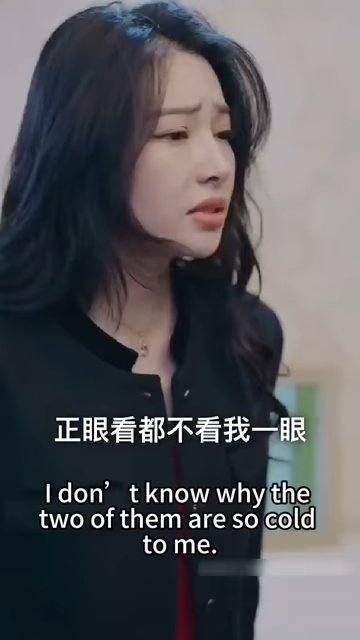 正眼看都不看我一眼
I don't know why the
two of them are so cold
to me.